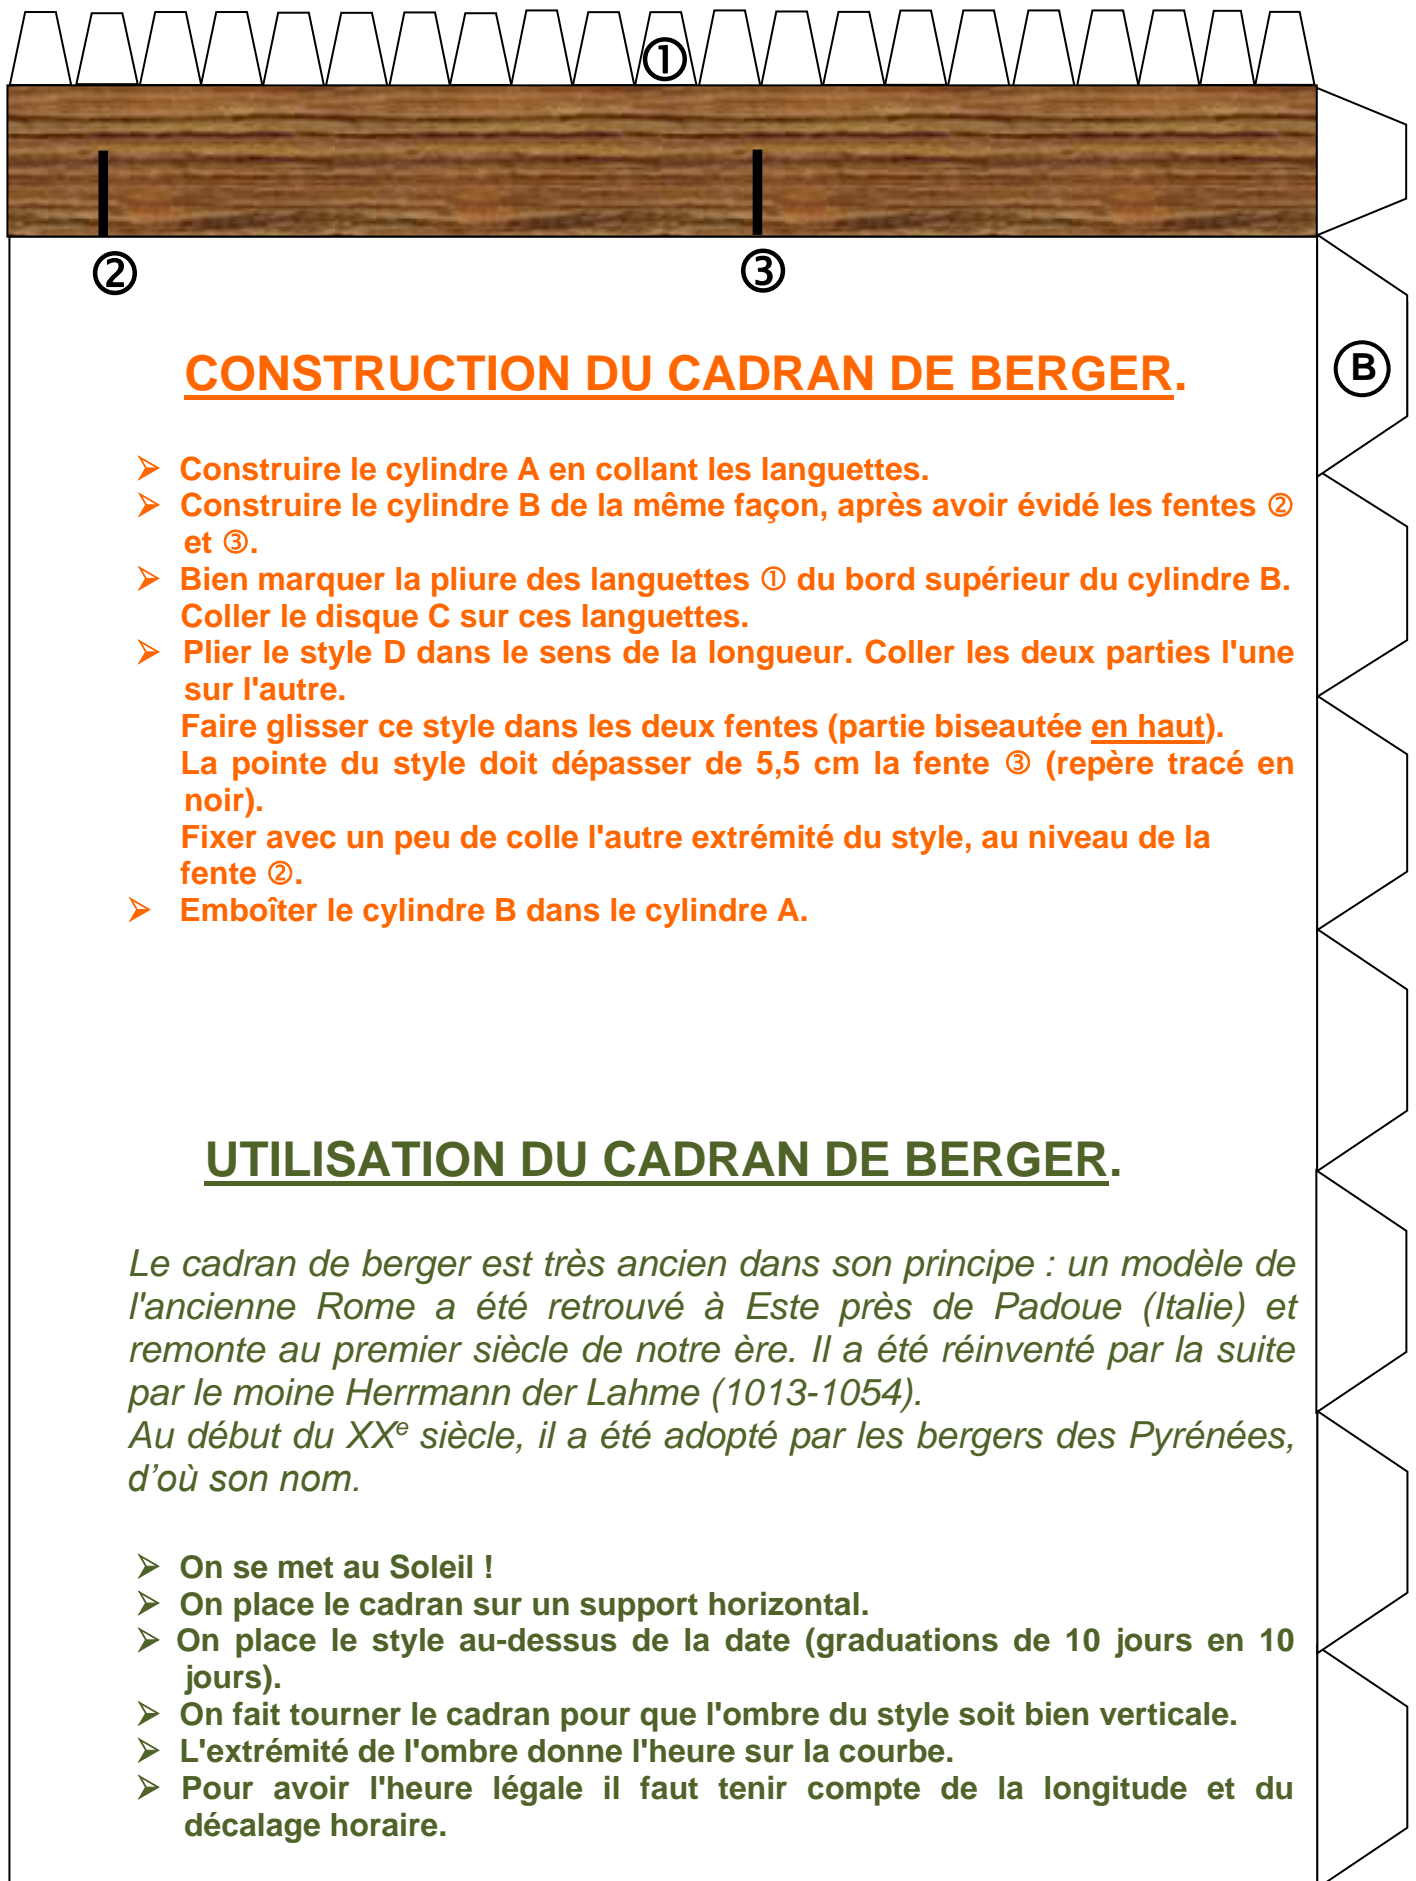 ①
② ③
CONSTRUCTION DU CADRAN DE BERGER.
B
➢ Construire le cylindre A en collant les languettes.
➢ Construire le cylindre B de la même façon, après avoir évidé les fentes ②
et ③.
➢ Bien marquer la pliure des languettes ① du bord supérieur du cylindre B.
Coller le disque C sur ces languettes.
➢ Plier le style D dans le sens de la longueur. Coller les deux parties l'une
sur l'autre.
Faire glisser ce style dans les deux fentes (partie biseautée en haut).
La pointe du style doit dépasser de 5,5 cm la fente ③ (repère tracé en
noir).
Fixer avec un peu de colle l'autre extrémité du style, au niveau de la
fente ②.
➢ Emboîter le cylindre B dans le cylindre A.
UTILISATION DU CADRAN DE BERGER.
Le cadran de berger est très ancien dans son principe : un modèle de
l'ancienne Rome a été retrouvé à Este près de Padoue (Italie) et
remonte au premier siècle de notre ère. Il a été réinventé par la suite
par le moine Herrmann der Lahme (1013-1054).
Au début du XXe siècle, il a été adopté par les bergers des Pyrénées,
d’où son nom.
➢ On se met au Soleil !
➢ On place le cadran sur un support horizontal.
➢ On place le style au-dessus de la date (graduations de 10 jours en 10
jours).
➢ On fait tourner le cadran pour que l'ombre du style soit bien verticale.
➢ L'extrémité de l'ombre donne l'heure sur la courbe.
➢ Pour avoir l'heure légale il faut tenir compte de la longitude et du
décalage horaire.